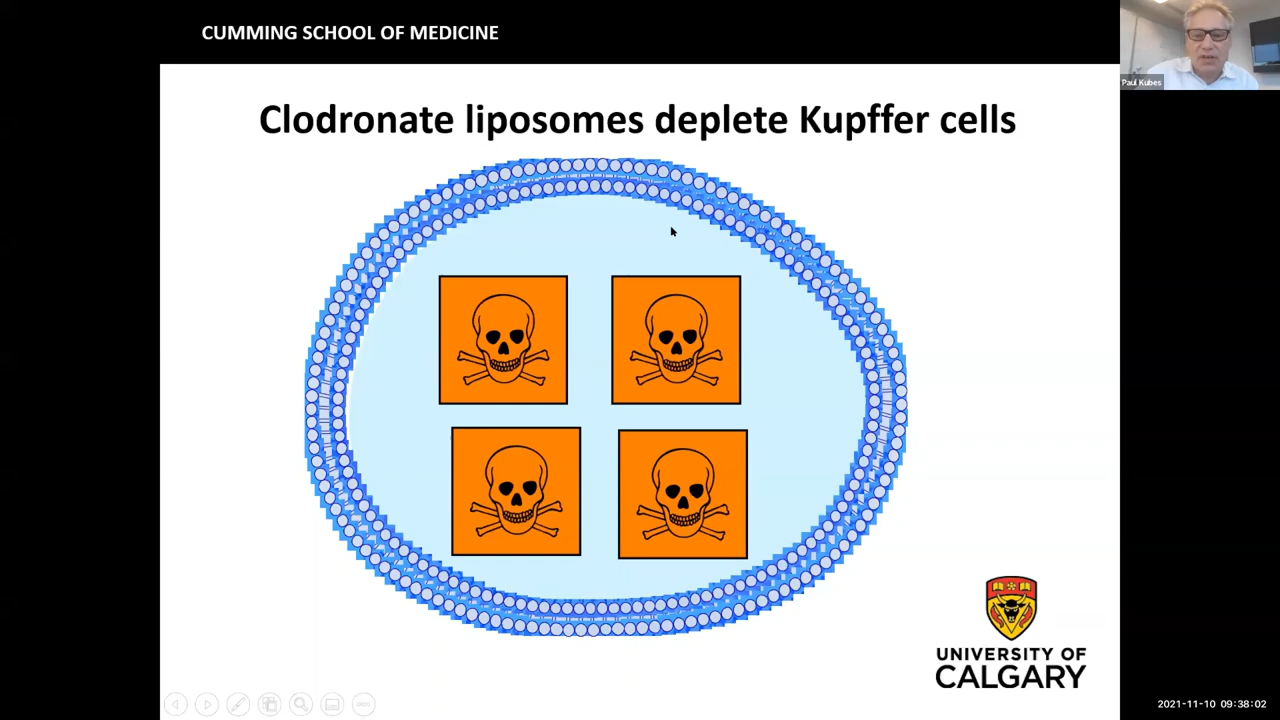 CUMMING SCHOOL OF MEDICINE
Paul Kubes
Clodronate liposomes deplete Kupffer cells
UNIVERSITY OF
CALGARY
2021-11-10 09:38:02